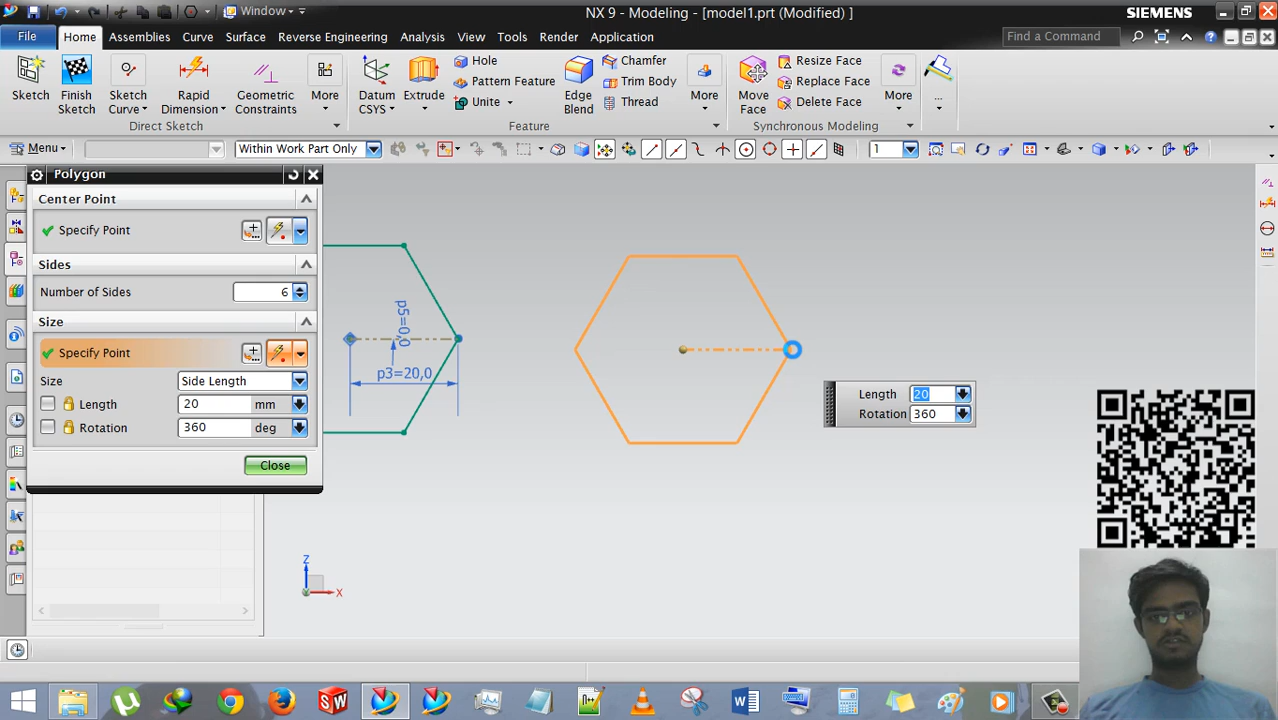 Window
NX 9 - Modeling - [model1.prt (Modified) ]
SIEMENS
File Home Assemblies Curve Surface Reverse Engineering Analysis View Tools Render Application
Find a Command
Sketch
Finish Sketch
Sketch Curve
Rapid Dimension
Geometric Constraints
More
Datum CSYS
Extrude
Hole
Pattern Feature
Unite
Edge Blend
Chamfer
Trim Body
Thread
More
Move Face
Resize Face
Replace Face
Delete Face
More
...
Direct Sketch
Feature
Synchronous Modeling
Menu
Within Work Part Only
1
Polygon
Center Point
Specify Point
Sides
Number of Sides 6
Size
Specify Point
Size Side Length
Length 20 mm
Rotation 360 deg
Close
p5=0,0
p3=20,0
Length 20
Rotation 360
Z
X